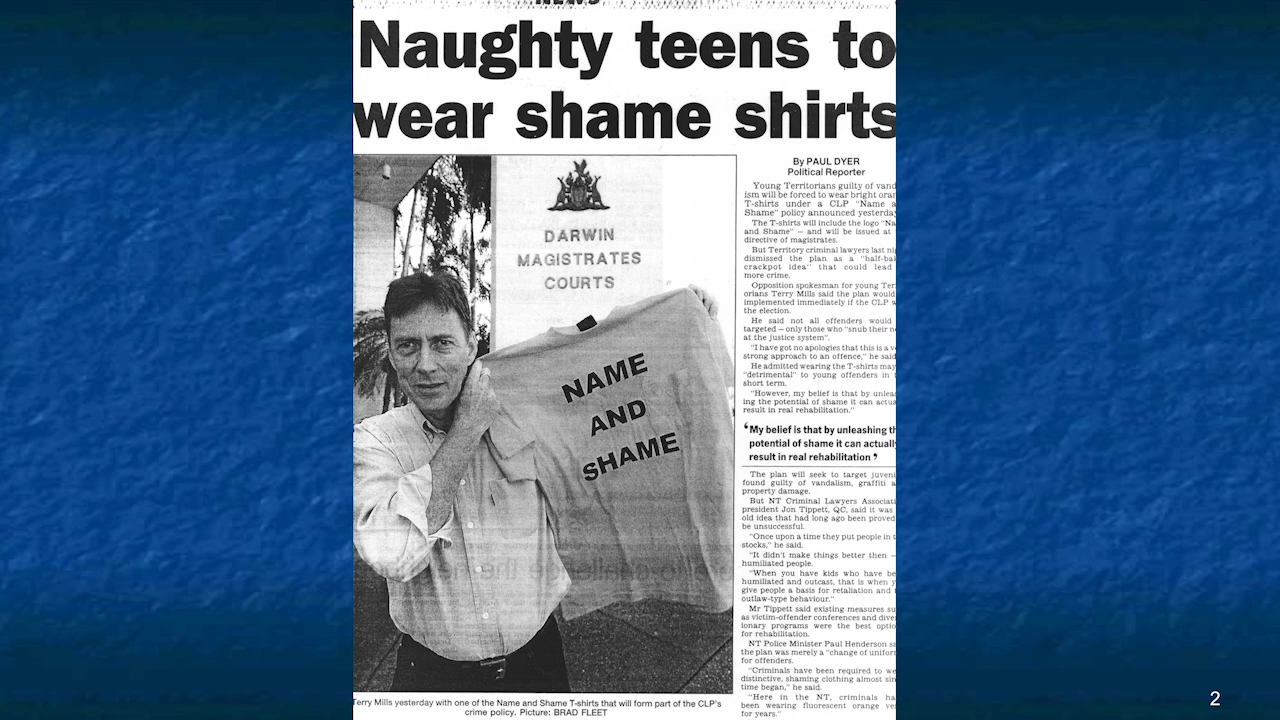 Naughty teens to
wear shame shirts
DARWIN
MAGISTRATES
COURTS
NAME
AND
SHAME
Terry Mills yesterday with one of the Name and Shame T-shirts that will form part of the CLP's
crime policy. Picture: BRAD FLEET
By PAUL DYER
Political Reporter
Young Territorians guilty of vand
ism will be forced to wear bright oran
T-shirts under a CLP "Name a
Shame" policy announced yesterday
The T-shirts will include the logo "Na
and Shame" – and will be issued at
directive of magistrates.
But Territory criminal lawyers last ni
dismissed the plan as a "half-bak
crackpot idea" that could lead
more crime.
Opposition spokesman for young Terr
orians Terry Mills said the plan would
implemented immediately if the CLP w
the election.
He said not all offenders would
targeted – only those who "snub their n
at the justice system".
"I have got no apologies that this is a v
strong approach to an offence," he said
He admitted wearing the T-shirts may
"detrimental" to young offenders in t
short term.
"However, my belief is that by unleas
ing the potential of shame it can actua
result in real rehabilitation."
‘My belief is that by unleashing th
potential of shame it can actually
result in real rehabilitation’
The plan will seek to target juveni
found guilty of vandalism, graffiti a
property damage.
But NT Criminal Lawyers Associati
president Jon Tippett, QC, said it was
old idea that had long ago been proved
be unsuccessful.
"Once upon a time they put people in t
stocks," he said.
"It didn't make things better then –
humiliated people.
"When you have kids who have be
humiliated and outcast, that is when y
give people a basis for retaliation and
outlaw-type behaviour."
Mr Tippett said existing measures su
as victim-offender conferences and dive
ionary programs were the best optio
for rehabilitation.
NT Police Minister Paul Henderson sa
the plan was merely a "change of uniform
for offenders.
"Criminals have been required to we
distinctive, shaming clothing almost sin
time began," he said.
"Here in the NT, criminals ha
been wearing fluorescent orange ve
for years."
2